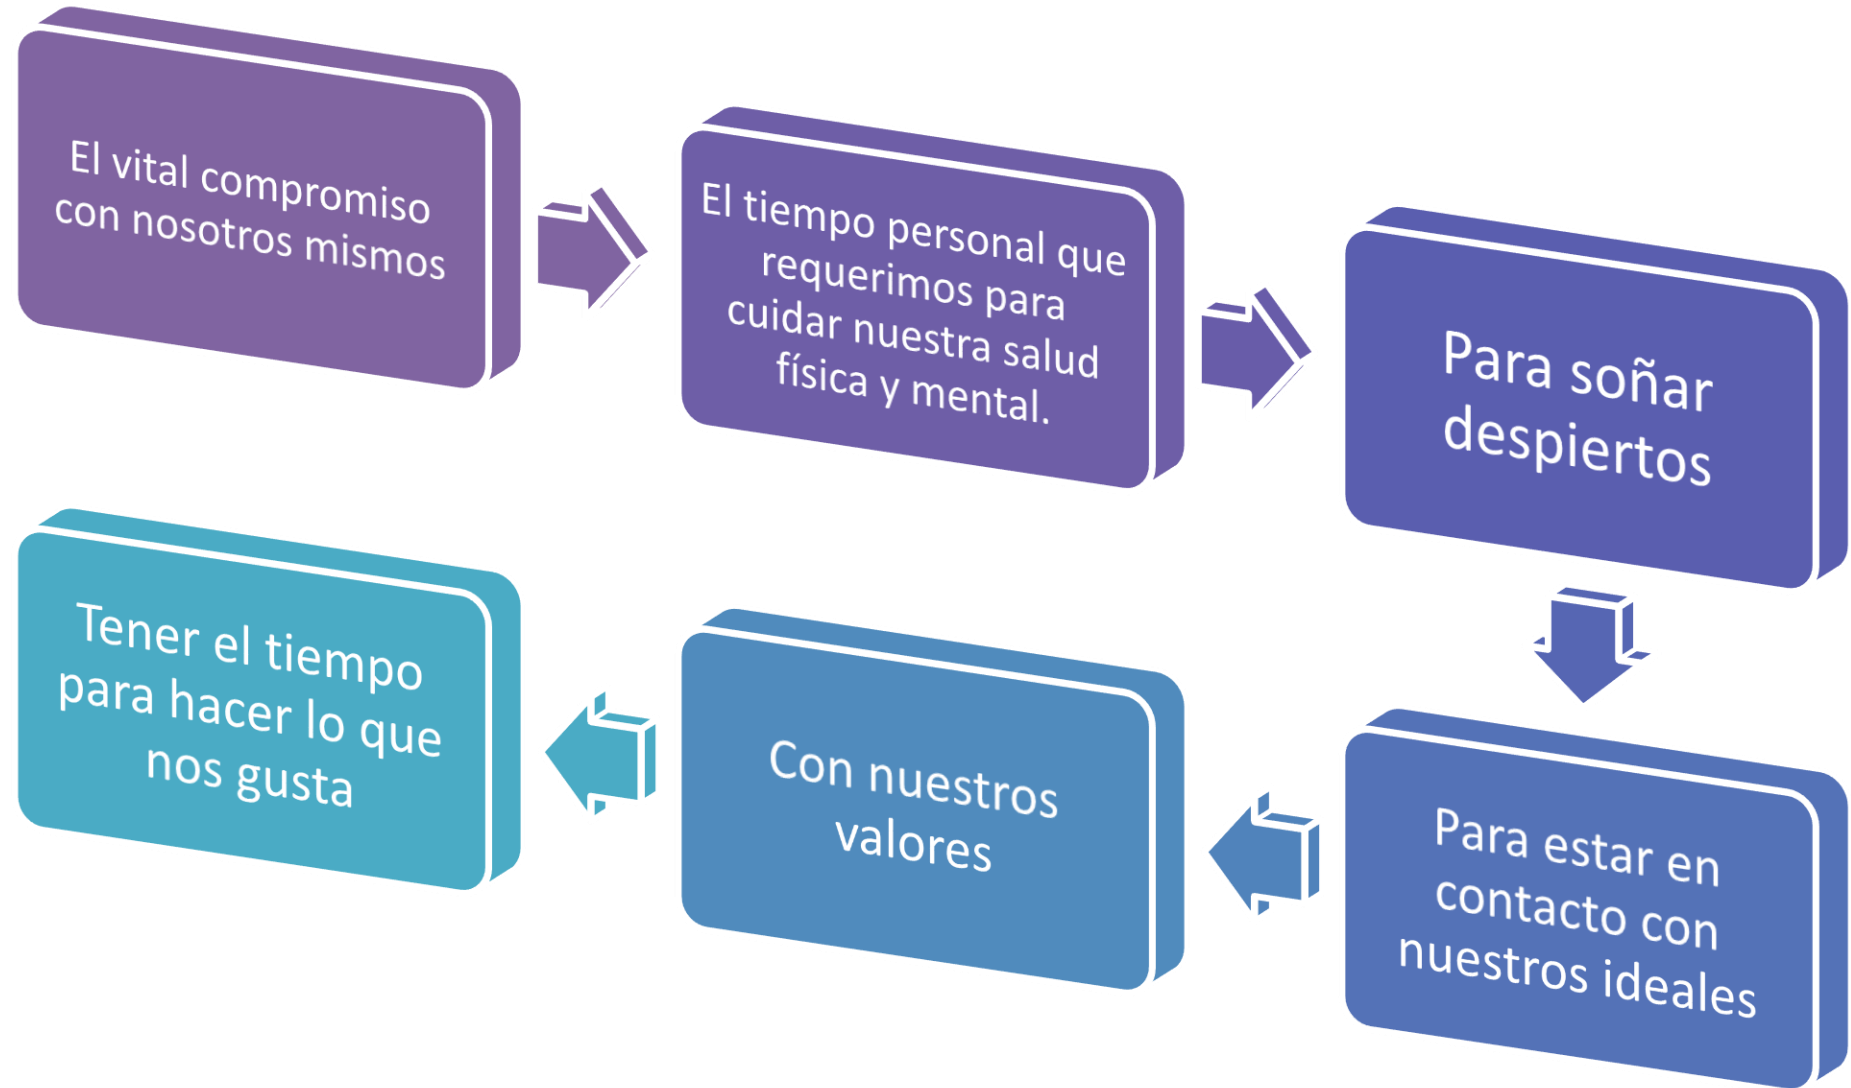 El vital compromiso
con nosotros mismos
El tiempo personal que
requerimos para
cuidar nuestra salud
física y mental.
Para soñar
despiertos
Para estar en
contacto con
nuestros ideales
Con nuestros
valores
Tener el tiempo
para hacer lo que
nos gusta